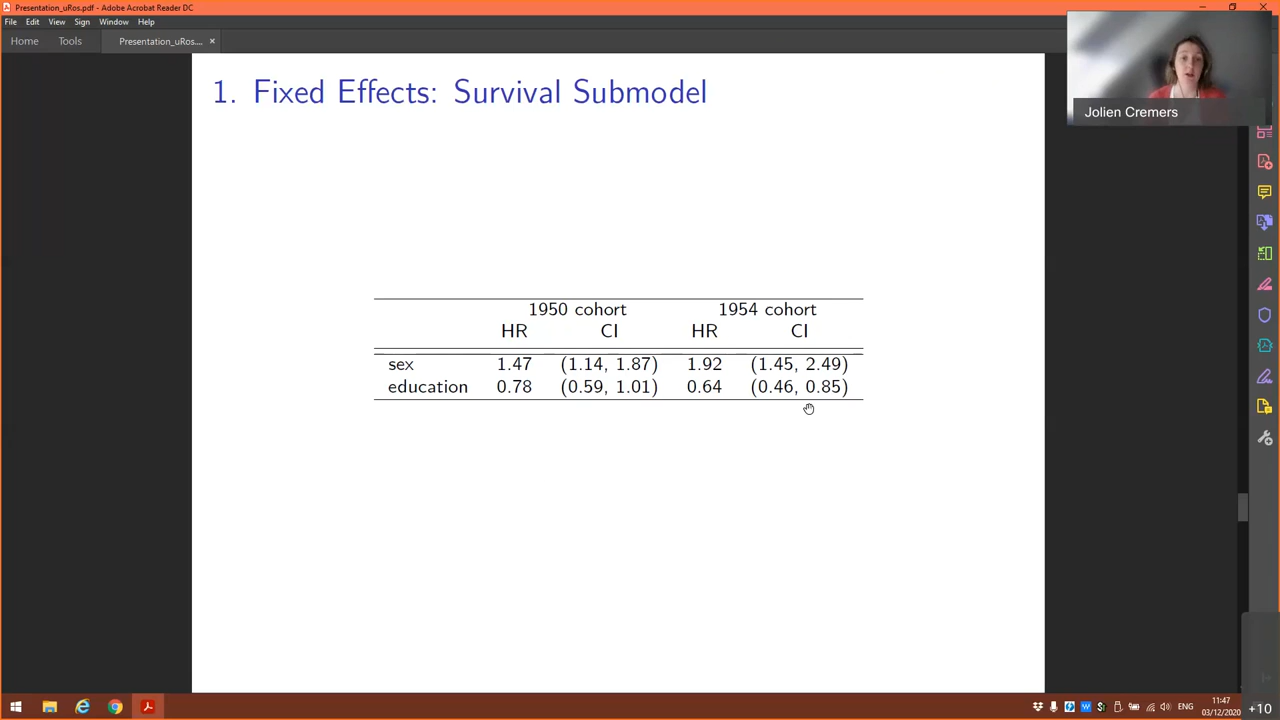 Presentation_uRos.pdf - Adobe Acrobat Reader DC
File Edit View Sign Window Help
Home Tools Presentation_uRos.... ×
Jolien Cremers
1. Fixed Effects: Survival Submodel
1950 cohort 1954 cohort
HR CI HR CI
sex 1.47 (1.14, 1.87) 1.92 (1.45, 2.49)
education 0.78 (0.59, 1.01) 0.64 (0.46, 0.85)
ENG
11:47
03/12/2020
+10